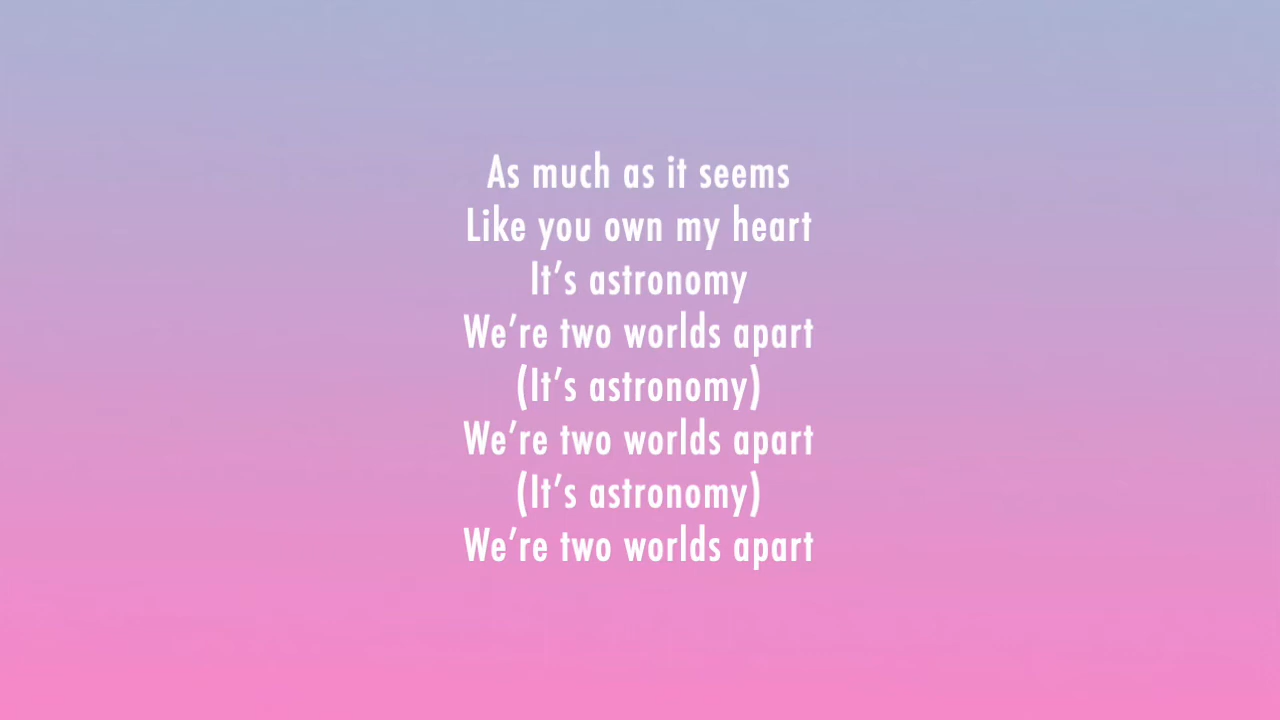 As much as it seems
Like you own my heart
It’s astronomy
We’re two worlds apart
(It’s astronomy)
We’re two worlds apart
(It’s astronomy)
We’re two worlds apart